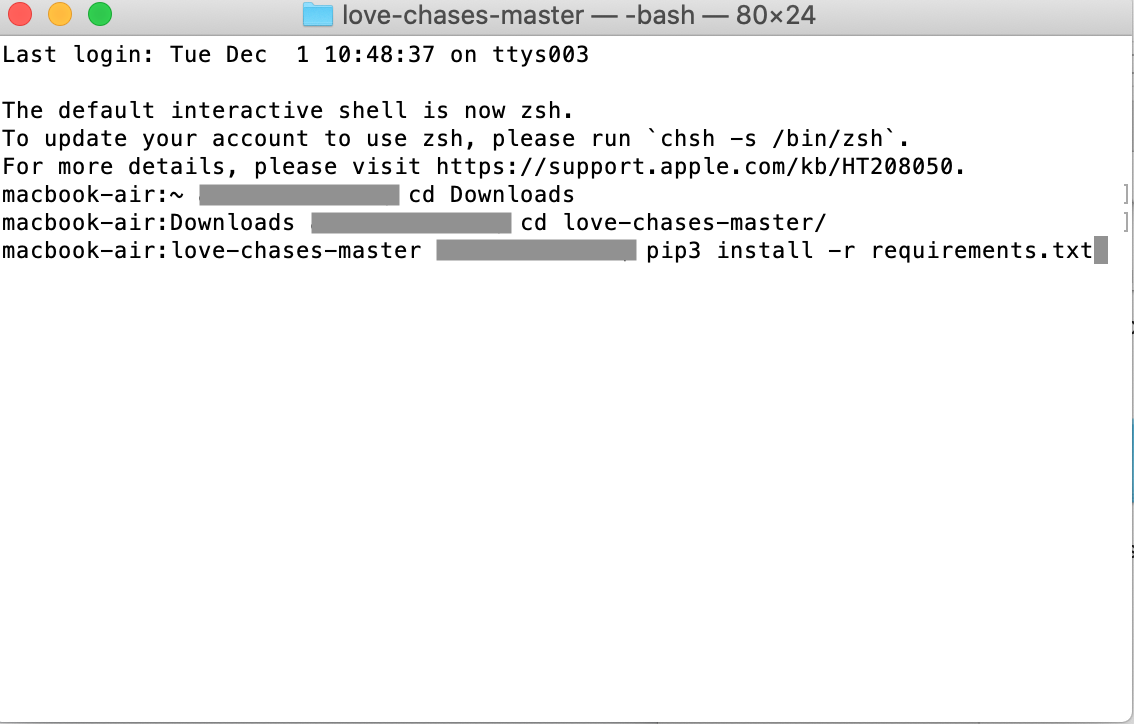 love-chases-master — -bash — 80×24
Last login: Tue Dec  1 10:48:37 on ttys003
The default interactive shell is now zsh.
To update your account to use zsh, please run `chsh -s /bin/zsh`.
For more details, please visit https://support.apple.com/kb/HT208050.
macbook-air:~ cd Downloads ]
macbook-air:Downloads cd love-chases-master/ ]
macbook-air:love-chases-master pip3 install -r requirements.txt